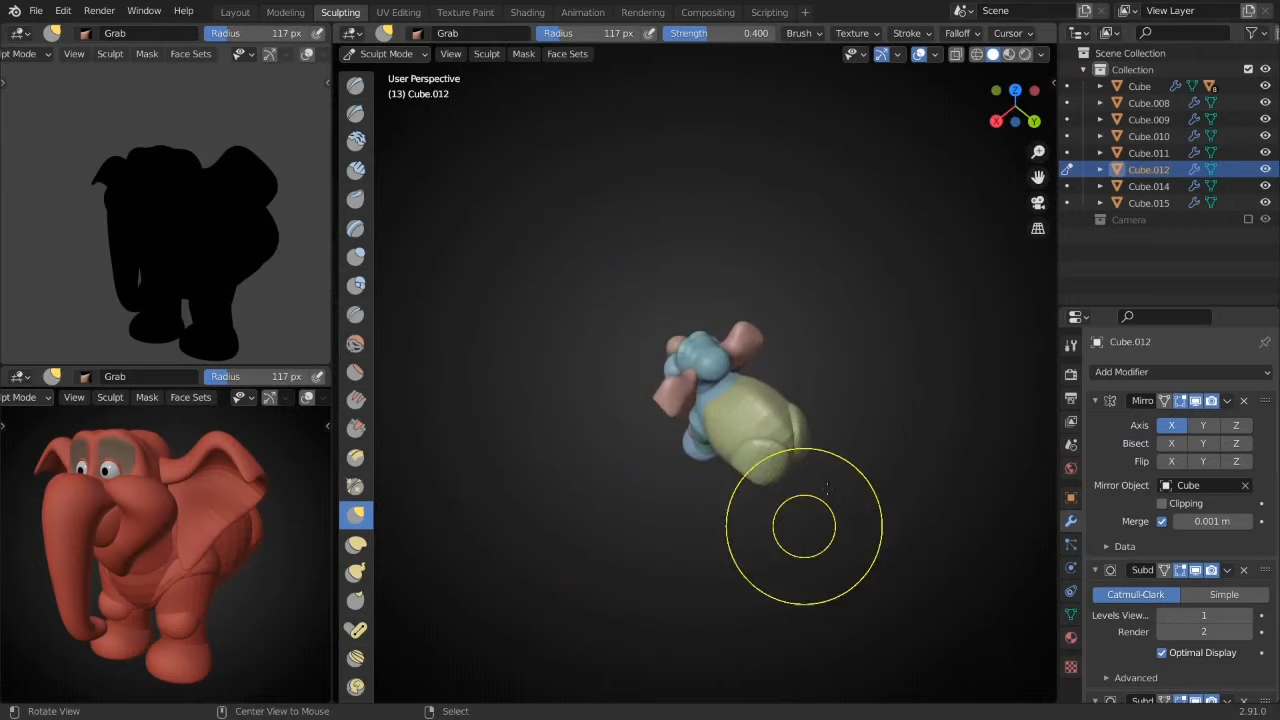 File Edit Render Window Help Layout Modeling Sculpting UV Editing Texture Paint Shading Animation Rendering Compositing Scripting + Scene View Layer
Grab Radius 117 px
Grab Radius 117 px Strength 0.400 Brush Texture Stroke Falloff Cursor
pt Mode View Sculpt Mask Face Sets
Sculpt Mode View Sculpt Mask Face Sets
User Perspective
(13) Cube.012
Z
X
Y
Scene Collection
Collection
Cube
8
Cube.008
Cube.009
Cube.010
Cube.011
Cube.012
Cube.014
Cube.015
Camera
Grab Radius 117 px
pt Mode View Sculpt Mask Face Sets
Cube.012
Add Modifier
Mirro
Axis X Y Z
Bisect X Y Z
Flip X Y Z
Mirror Object Cube
Clipping
Merge 0.001 m
Data
Subd
Catmull-Clark Simple
Levels View... 1
Render 2
Optimal Display
Advanced
Subd
Rotate View Center View to Mouse Select 2.91.0